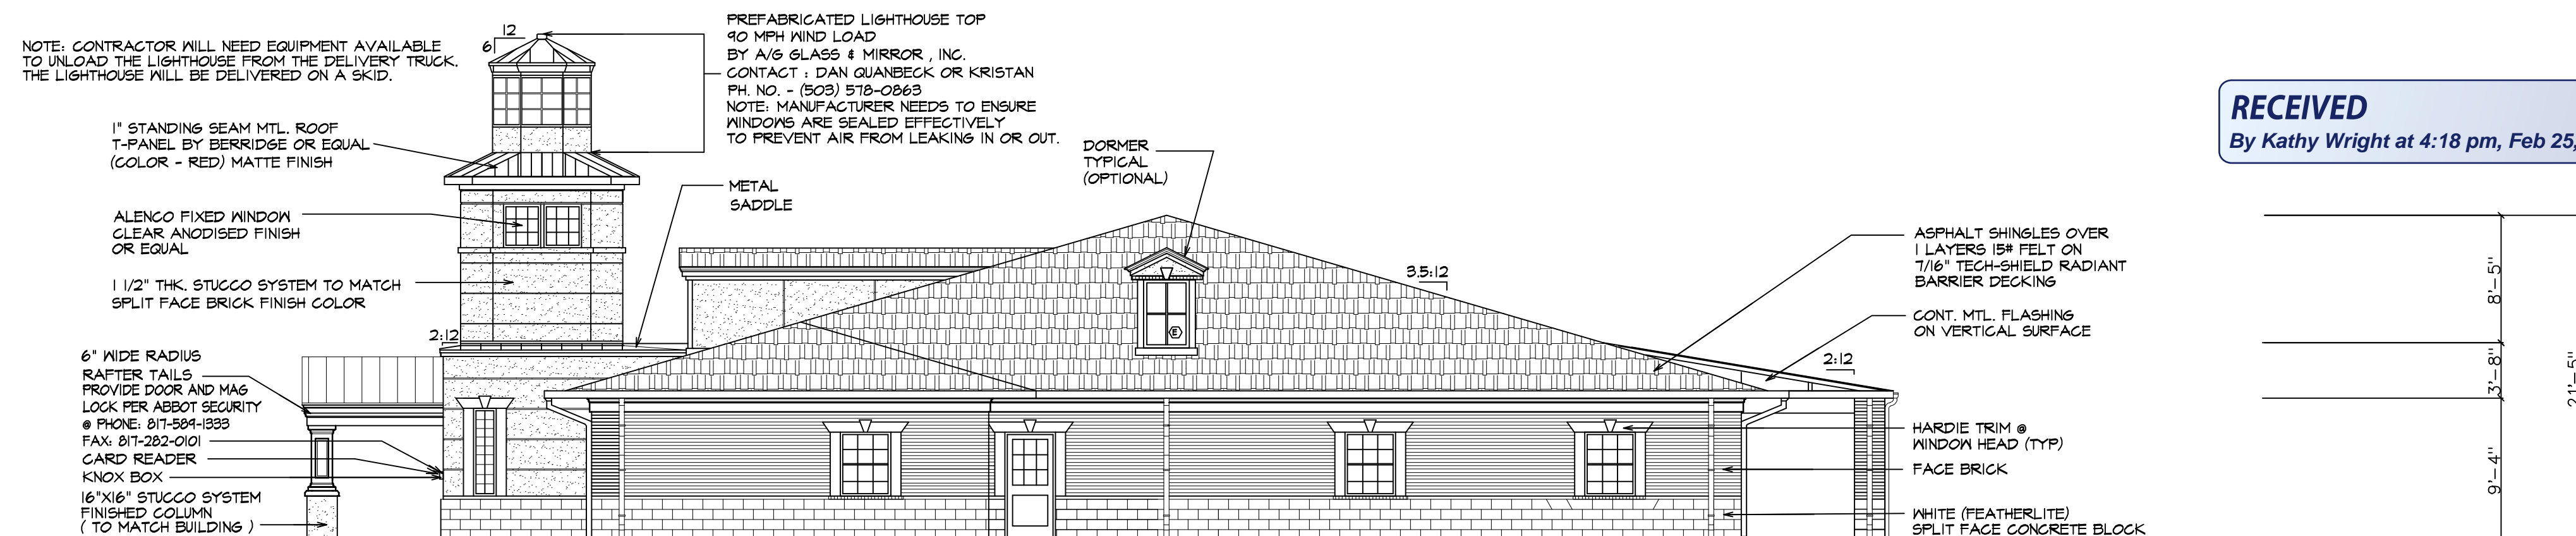 NOTE: CONTRACTOR WILL NEED EQUIPMENT AVAILABLE
TO UNLOAD THE LIGHTHOUSE FROM THE DELIVERY TRUCK.
THE LIGHTHOUSE WILL BE DELIVERED ON A SKID.
12
6
PREFABRICATED LIGHTHOUSE TOP
90 MPH WIND LOAD
BY A/G GLASS & MIRROR , INC.
CONTACT : DAN QUANBECK OR KRISTAN
PH. NO. - (503) 578-0863
NOTE: MANUFACTURER NEEDS TO ENSURE
WINDOWS ARE SEALED EFFECTIVELY
TO PREVENT AIR FROM LEAKING IN OR OUT.
RECEIVED
By Kathy Wright at 4:18 pm, Feb 25,
1" STANDING SEAM MTL. ROOF
T-PANEL BY BERRIDGE OR EQUAL
(COLOR - RED) MATTE FINISH
DORMER
TYPICAL
(OPTIONAL)
METAL
SADDLE
ALENCO FIXED WINDOW
CLEAR ANODISED FINISH
OR EQUAL
1 1/2" THK. STUCCO SYSTEM TO MATCH
SPLIT FACE BRICK FINISH COLOR
2:12
3.5:12
E
ASPHALT SHINGLES OVER
1 LAYERS 15# FELT ON
7/16" TECH-SHIELD RADIANT
BARRIER DECKING
CONT. MTL. FLASHING
ON VERTICAL SURFACE
2:12
6" WIDE RADIUS
RAFTER TAILS
PROVIDE DOOR AND MAG
LOCK PER ABBOT SECURITY
@ PHONE: 817-589-1333
FAX: 817-282-0101
CARD READER
KNOX BOX
16"X16" STUCCO SYSTEM
FINISHED COLUMN
( TO MATCH BUILDING )
HARDIE TRIM @
WINDOW HEAD (TYP)
FACE BRICK
WHITE (FEATHERLITE)
SPLIT FACE CONCRETE BLOCK
8'-5"
3'-8"
9'-4"
21'-5"